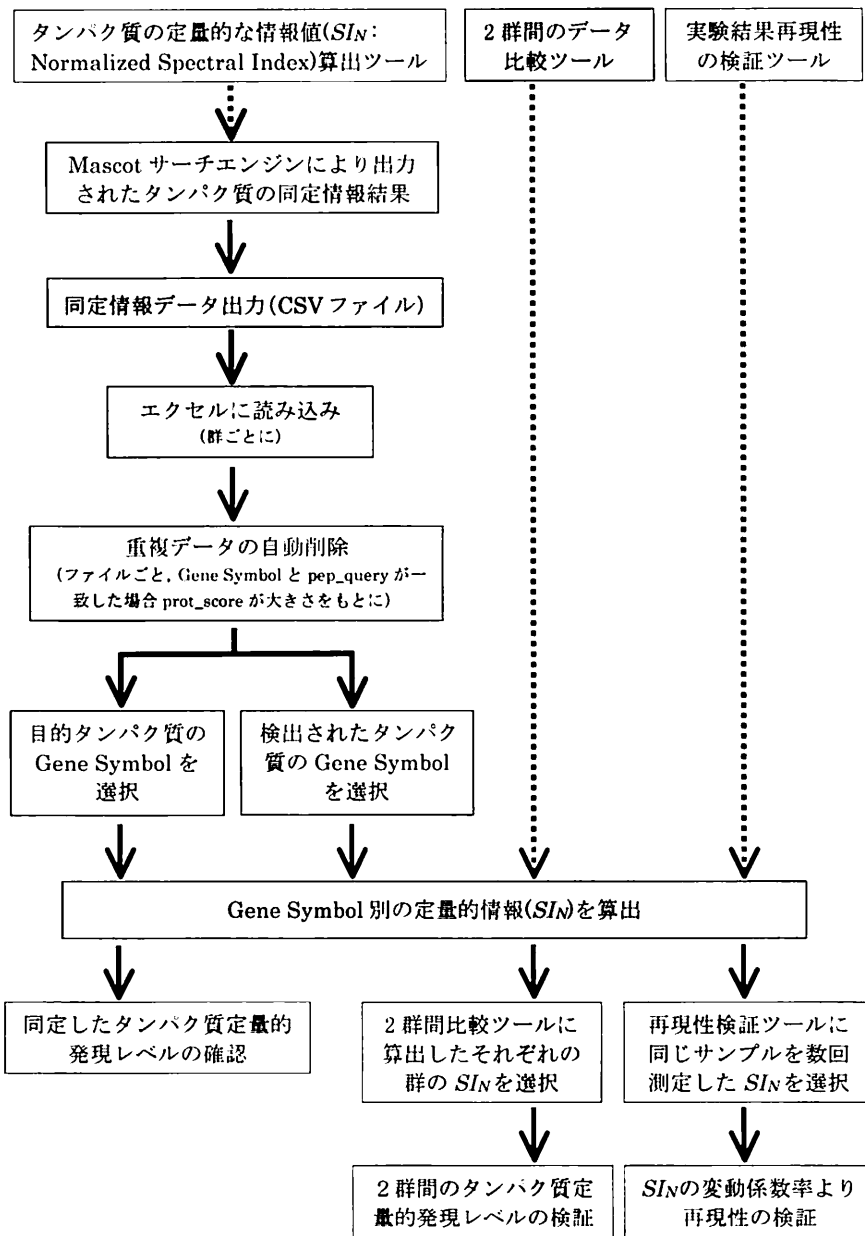 タンパク質の定量的な情報値(SIN:
Normalized Spectral Index)算出ツール
2群間のデータ
比較ツール
実験結果再現性
の検証ツール
Mascot サーチエンジンにより出力
されたタンパク質の同定情報結果
同定情報データ出力(CSV ファイル)
エクセルに読み込み
(群ごとに)
重複データの自動削除
(ファイルごと, Gene Symbol と pep_query が一
致した場合 prot_score が大きさをもとに)
目的タンパク質の
Gene Symbol を
選択
検出されたタンパク
質の Gene Symbol
を選択
Gene Symbol 別の定量的情報(SIN)を算出
同定したタンパク質定量的
発現レベルの確認
2群間比較ツールに
算出したそれぞれの
群の SIN を選択
再現性検証ツールに
同じサンプルを数回
測定した SIN を選択
2群間のタンパク質定
量的発現レベルの検証
SIN の変動係数率より
再現性の検証